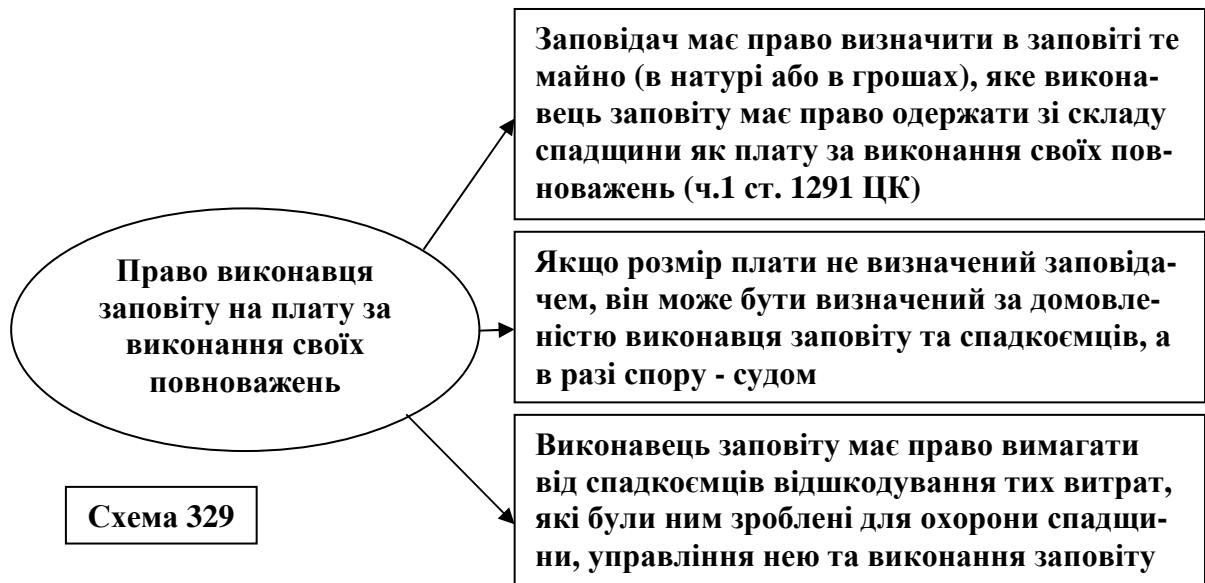 Заповідач має право визначити в заповіті те
майно (в натурі або в грошах), яке викона-
вець заповіту має право одержати зі складу
спадщини як плату за виконання своїх пов-
новажень (ч.1 ст. 1291 ЦК)
Право виконавця
заповіту на плату за
виконання своїх
повноважень
Якщо розмір плати не визначений заповіда-
чем, він може бути визначений за домовле-
ністю виконавця заповіту та спадкоємців, а
в разі спору - судом
Виконавець заповіту має право вимагати
від спадкоємців відшкодування тих витрат,
які були ним зроблені для охорони спадщи-
ни, управління нею та виконання заповіту
Схема 329